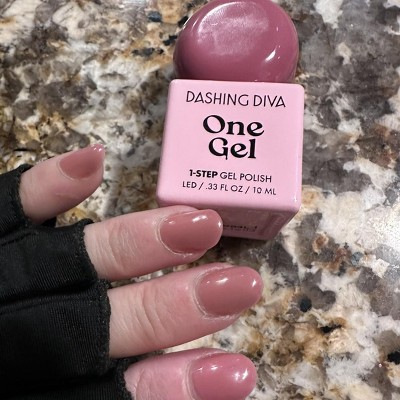 DASHING DIVA
One
Gel
1-STEP GEL POLISH
LED / .33 FL OZ / 10 ML